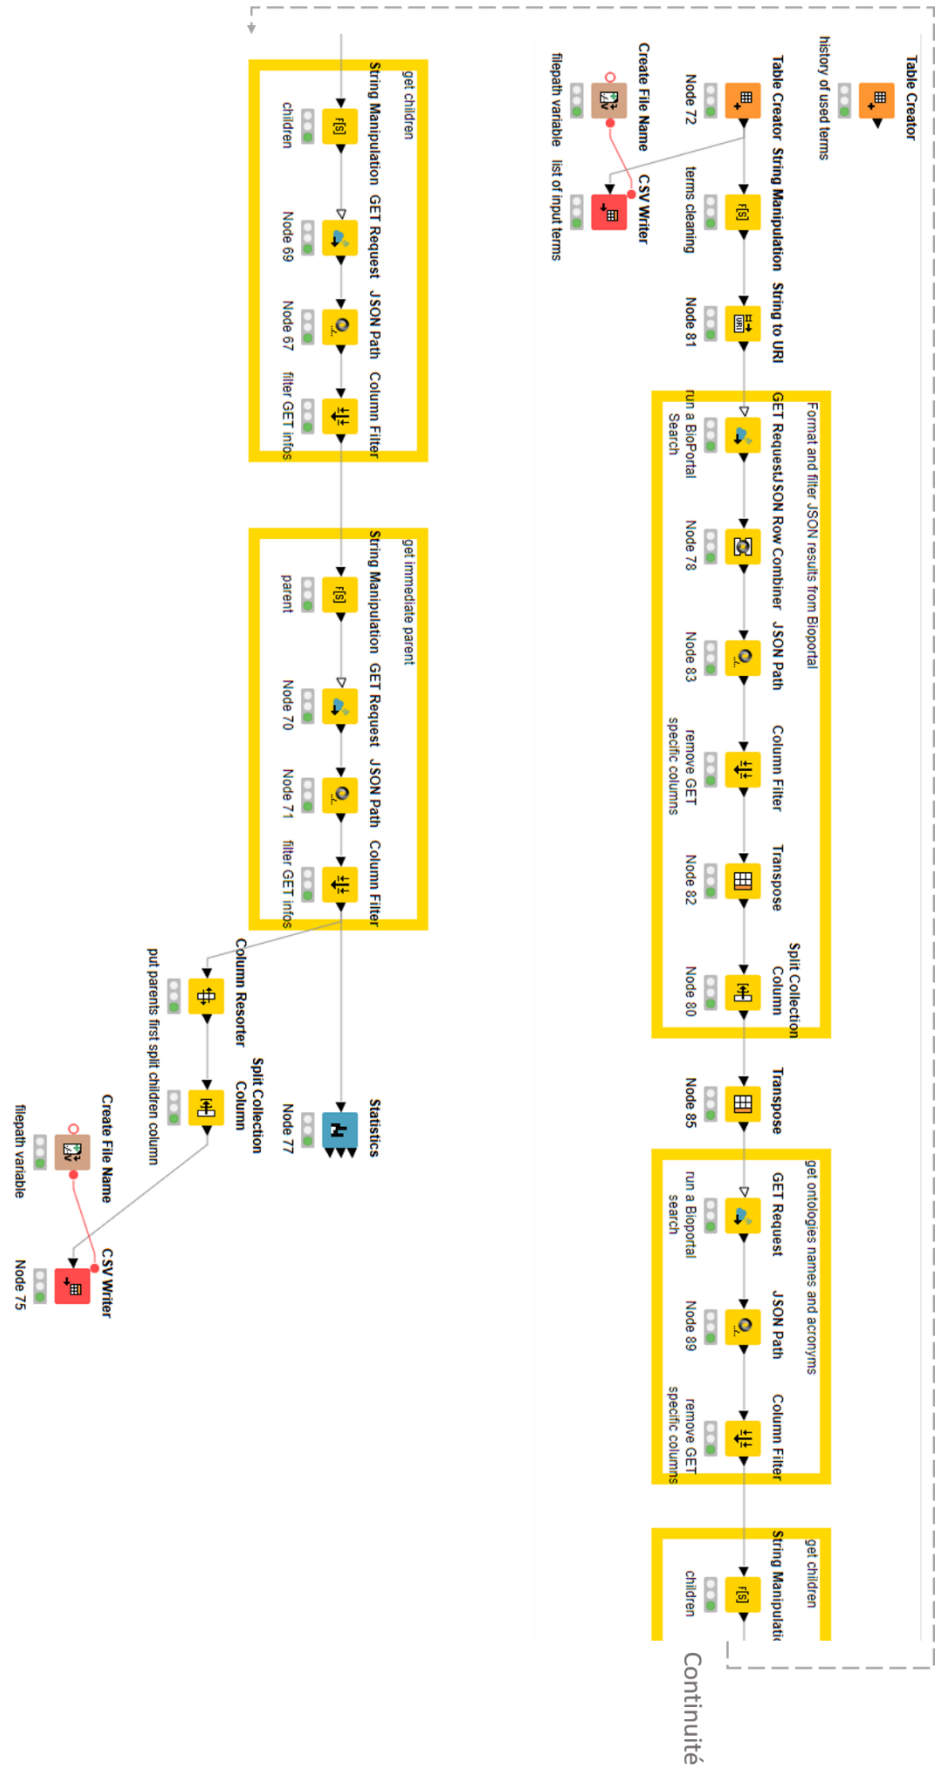 Table Creator
history of used terms
Table Creator
Node 72
String Manipulation
terms cleaning
String to URI
Node 81
Create File Name
filepath variable
CSV Writer
list of input terms
Format and filter JSON results from Bioportal
GET Request
run a BioPortal
Search
JSON Row Combiner
Node 78
JSON Path
Node 83
Column Filter
remove GET
specific columns
Transpose
Node 82
Split Collection
Column
Node 80
Transpose
Node 85
get ontologies names and acronyms
GET Request
run a Bioportal
search
JSON Path
Node 89
Column Filter
remove GET
specific columns
get children
String Manipulatic
children
Continuité
get children
String Manipulation
children
GET Request
Node 69
JSON Path
Node 67
Column Filter
filter GET infos
get immediate parent
String Manipulation
parent
GET Request
Node 70
JSON Path
Node 71
Column Filter
filter GET infos
Statistics
Node 77
Column Resorter
put parents first
Split Collection
Column
split children column
Create File Name
filepath variable
CSV Writer
Node 75